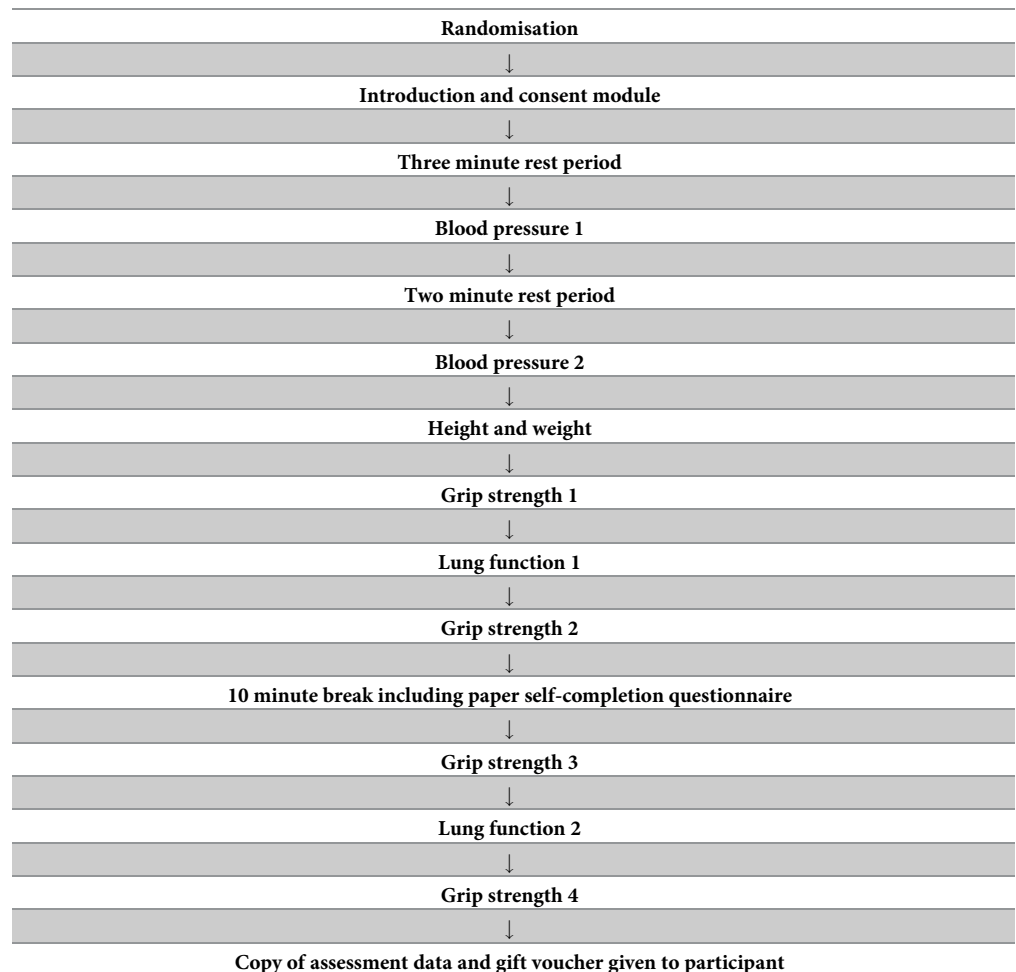 Randomisation
↓
Introduction and consent module
↓
Three minute rest period
↓
Blood pressure 1
↓
Two minute rest period
↓
Blood pressure 2
↓
Height and weight
↓
Grip strength 1
↓
Lung function 1
↓
Grip strength 2
↓
10 minute break including paper self-completion questionnaire
↓
Grip strength 3
↓
Lung function 2
↓
Grip strength 4
↓
Copy of assessment data and gift voucher given to participant